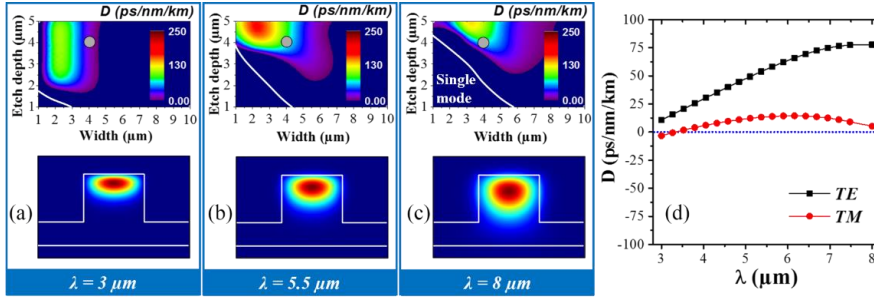 D (ps/nm/km)
Etch depth (µm)
5
4
3
2
1
250
130
0.00
1 2 3 4 5 6 7 8 9 10
Width (µm)
(a)
λ = 3 µm
D (ps/nm/km)
Etch depth (µm)
5
4
3
2
1
250
130
0.00
1 2 3 4 5 6 7 8 9 10
Width (µm)
(b)
λ = 5.5 µm
D (ps/nm/km)
Etch depth (µm)
5
4
3
2
1
250
130
0.00
Single
mode
1 2 3 4 5 6 7 8 9 10
Width (µm)
(c)
λ = 8 µm
D (ps/nm/km)
100
75
50
25
0
-25
-50
-75
-100
(d)
TE
TM
3 4 5 6 7 8
λ (µm)